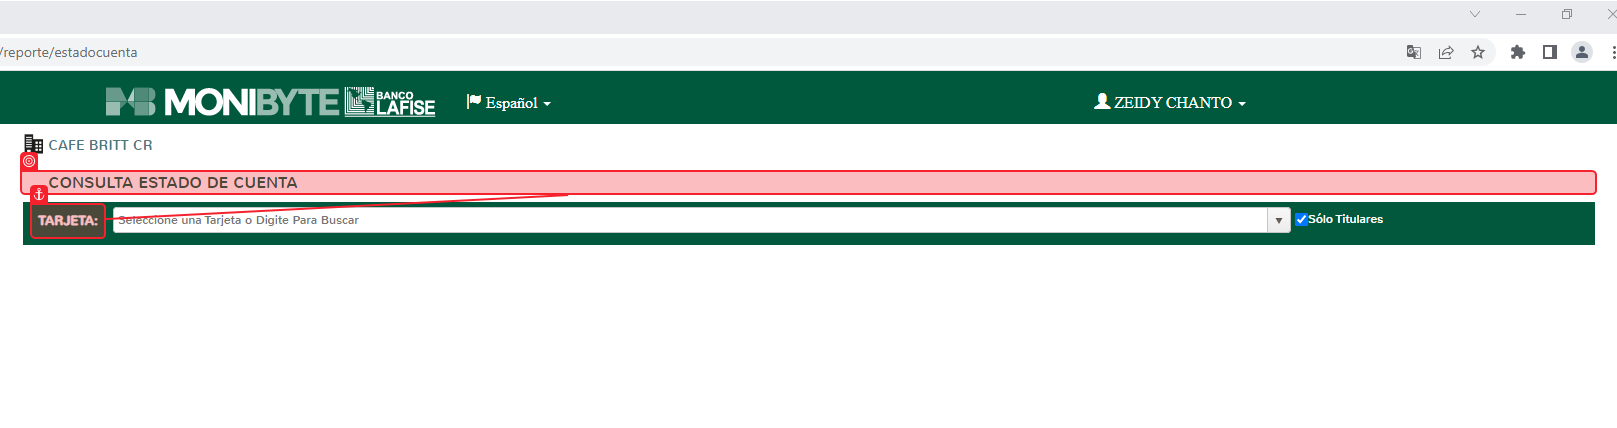 /reporte/estadocuenta
MONIBYTE BANCO LAFISE Español ZEIDY CHANTO
CAFE BRITT CR
CONSULTA ESTADO DE CUENTA
TARJETA: Seleccione una Tarjeta o Digite Para Buscar Sólo Titulares